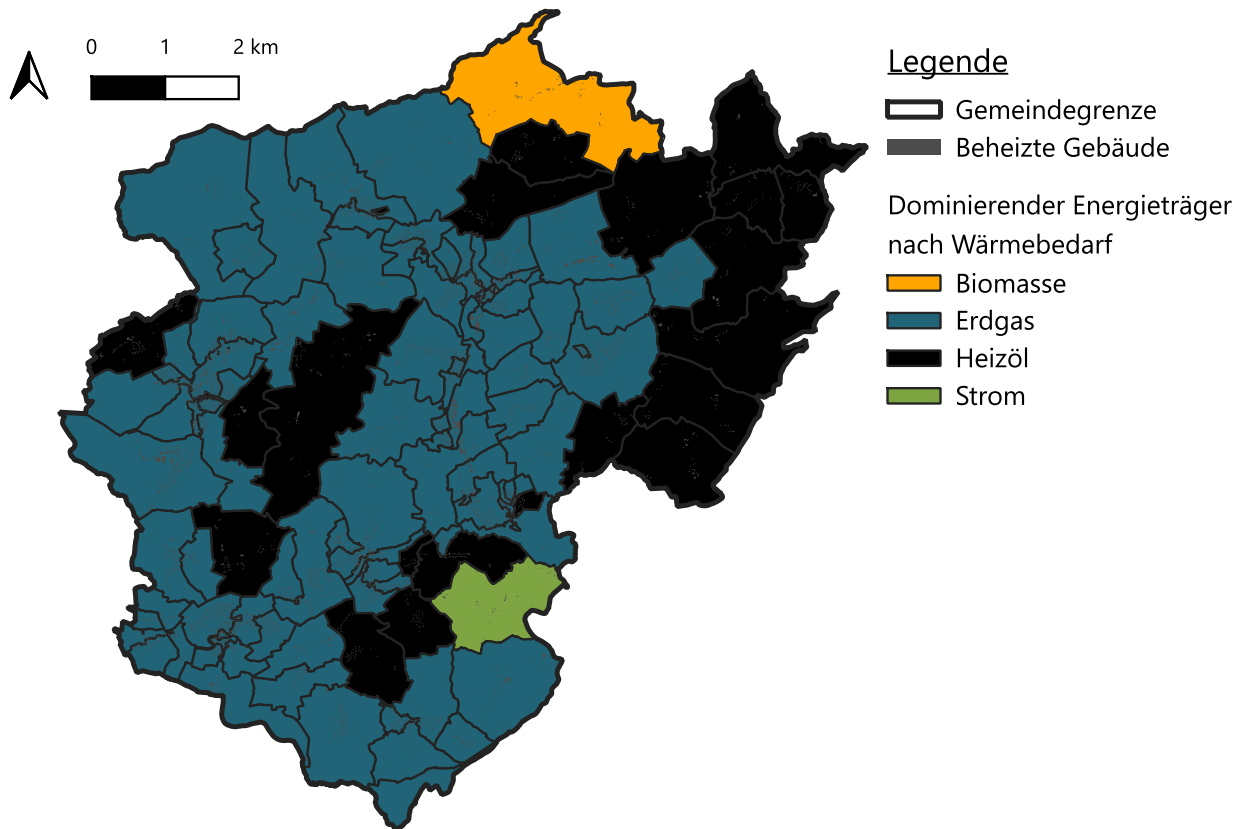 0 1 2 km
Legende
Gemeindegrenze
Beheizte Gebäude
Dominierender Energieträger
nach Wärmebedarf
Biomasse
Erdgas
Heizöl
Strom